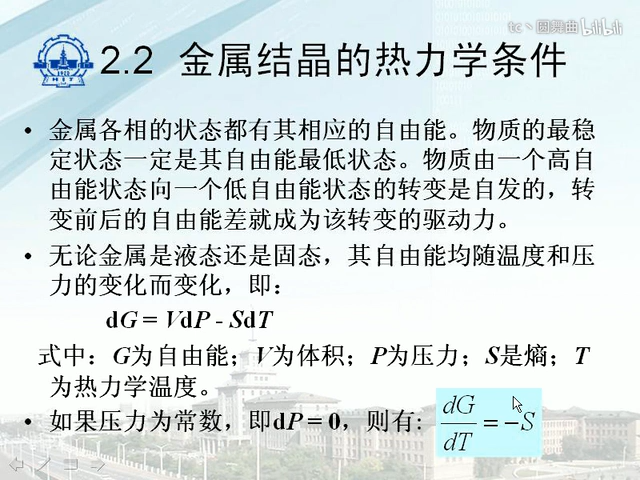 tc丶圆舞曲 bilibili
2.2 金属结晶的热力学条件
• 金属各相的状态都有其相应的自由能。物质的最稳
定状态一定是其自由能最低状态。物质由一个高自
由能状态向一个低自由能状态的转变是自发的，转
变前后的自由能差就成为该转变的驱动力。
• 无论金属是液态还是固态，其自由能均随温度和压
力的变化而变化，即：
dG = VdP - SdT
式中：G为自由能；V为体积；P为压力；S是熵；T
为热力学温度。
• 如果压力为常数，即dP = 0，则有: dG/dT = -S